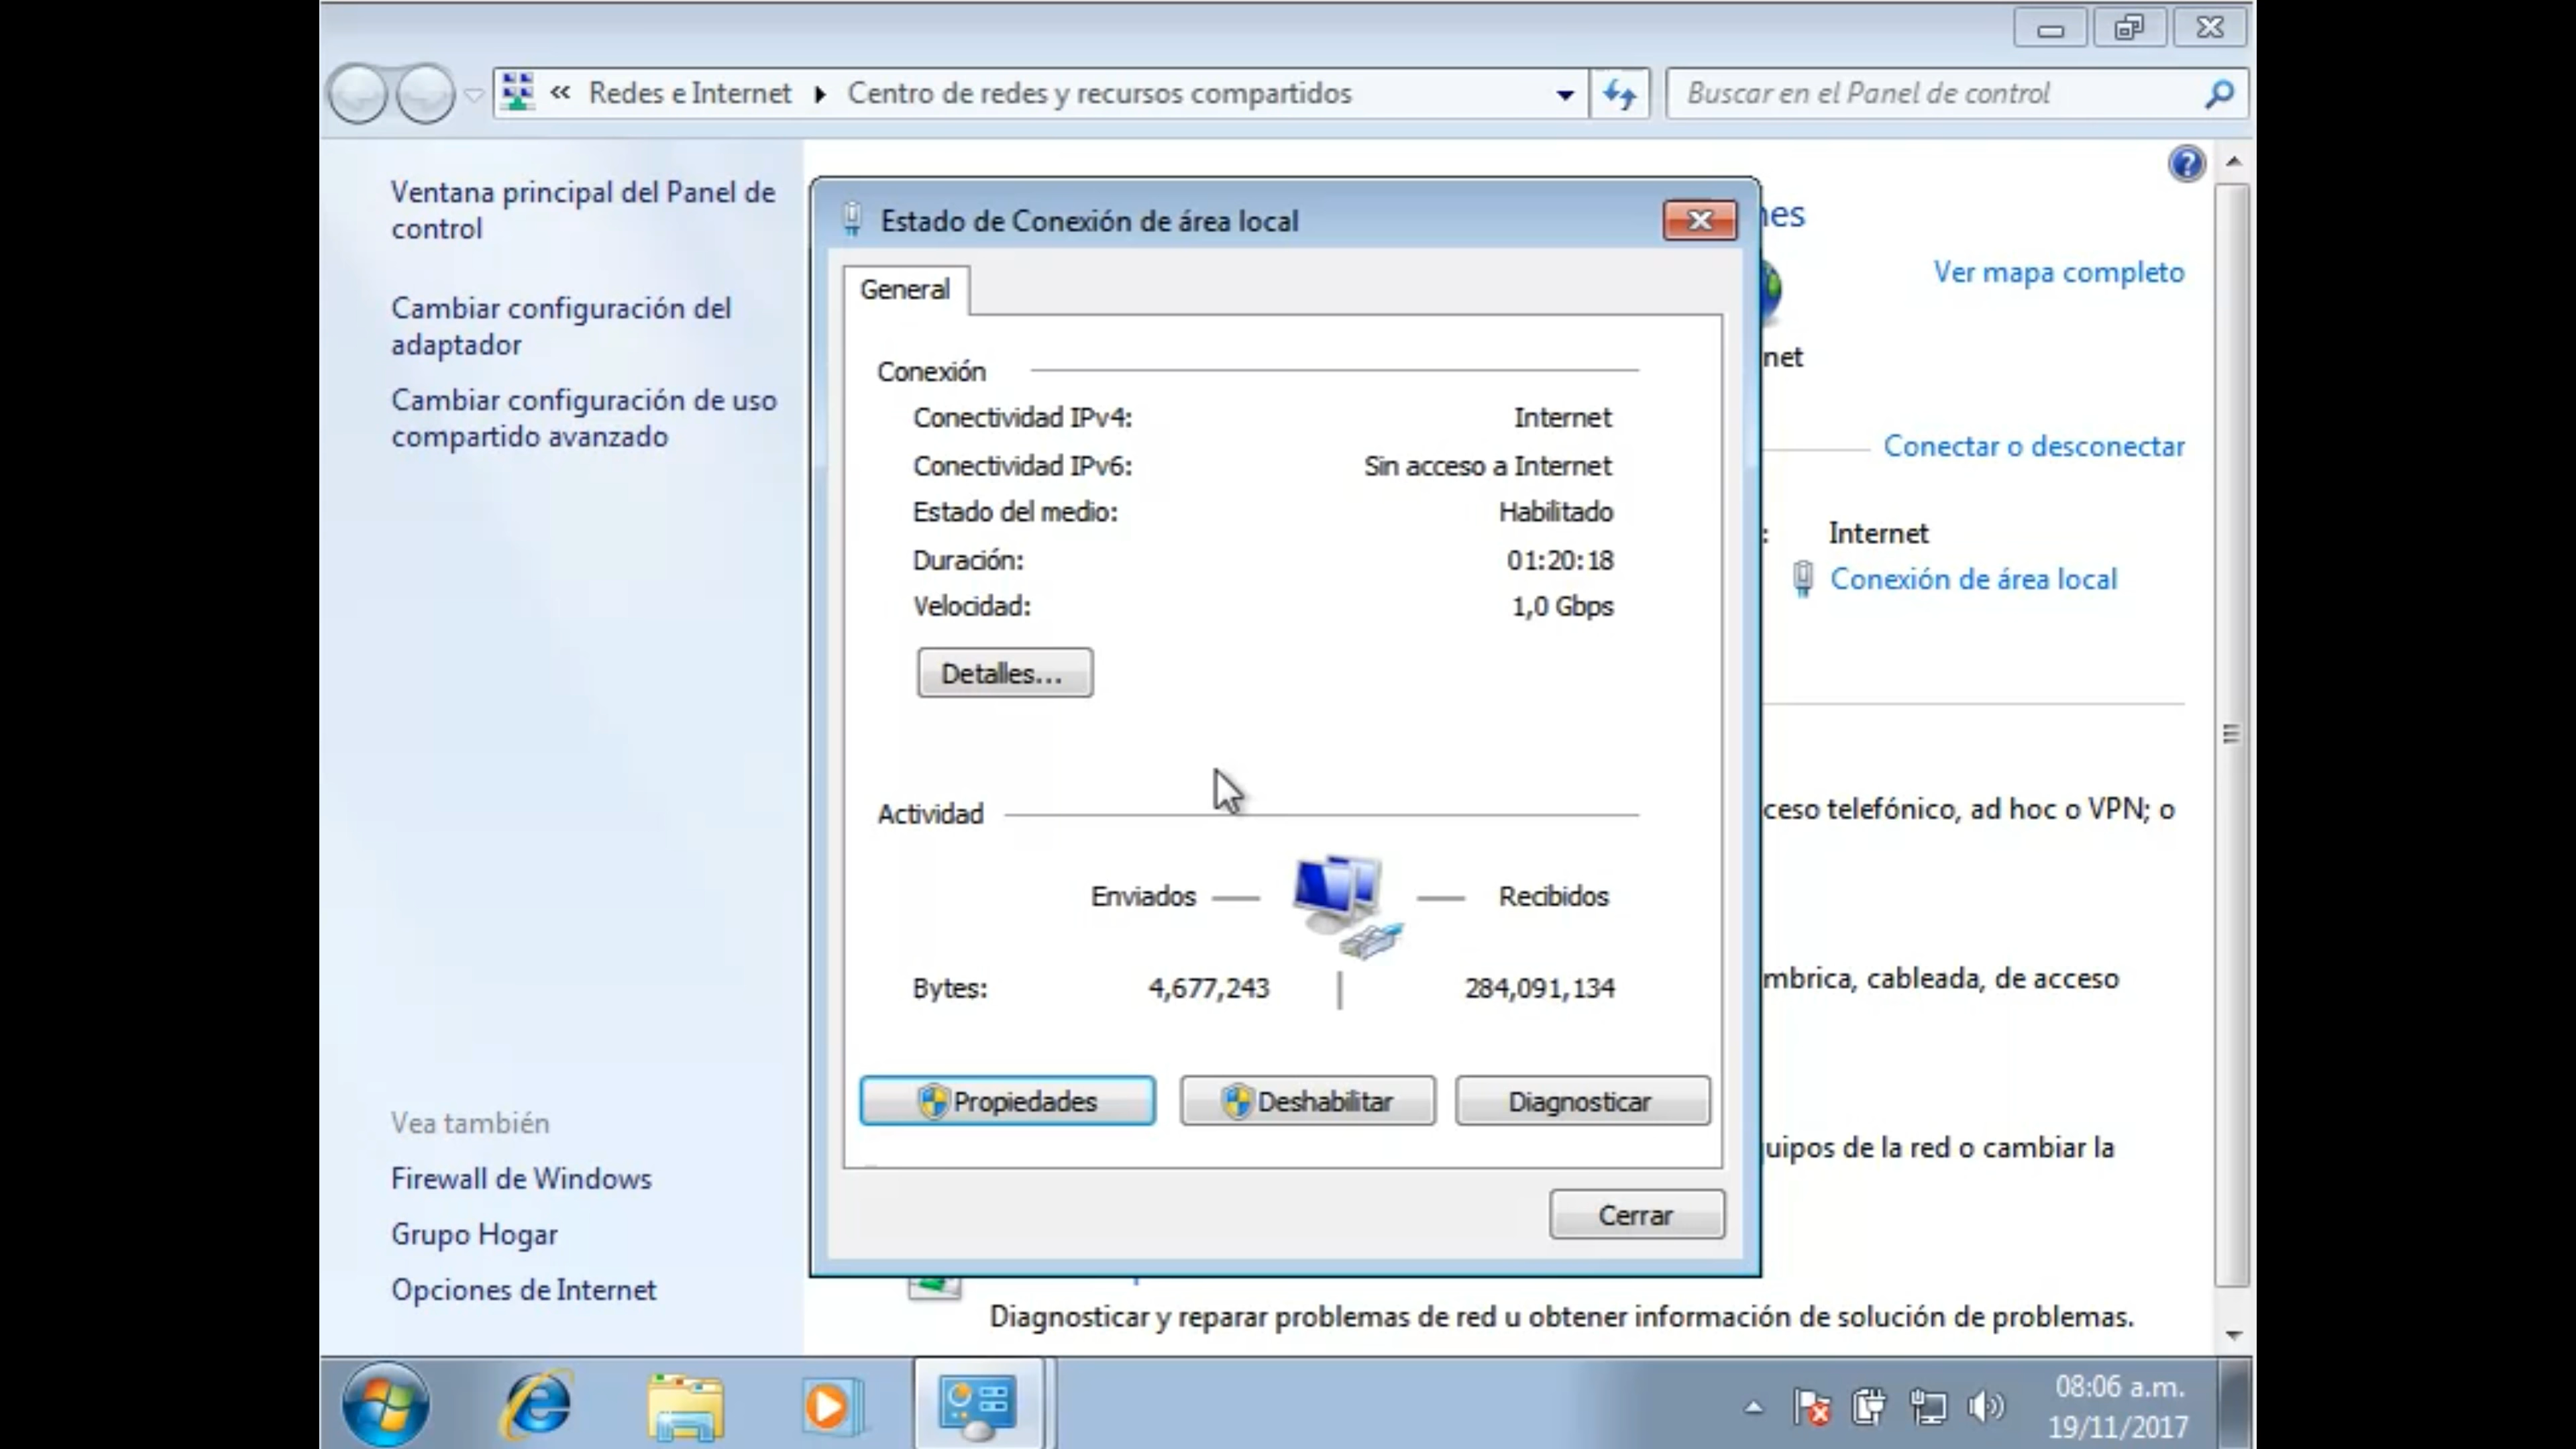 « Redes e Internet ▸ Centro de redes y recursos compartidos
Buscar en el Panel de control
Ventana principal del Panel de
control
Cambiar configuración del
adaptador
Cambiar configuración de uso
compartido avanzado
Vea también
Firewall de Windows
Grupo Hogar
Opciones de Internet
Estado de Conexión de área local
General
Conexión
Conectividad IPv4: Internet
Conectividad IPv6: Sin acceso a Internet
Estado del medio: Habilitado
Duración: 01:20:18
Velocidad: 1,0 Gbps
Detalles...
Actividad
Enviados — — Recibidos
Bytes: 4,677,243 | 284,091,134
Propiedades Deshabilitar Diagnosticar
Cerrar
Ver mapa completo
Conectar o desconectar
Internet
Conexión de área local
telefónico, ad hoc o VPN; o
cableada, de acceso
de la red o cambiar la
Diagnosticar y reparar problemas de red u obtener información de solución de problemas.
08:06 a.m.
19/11/2017